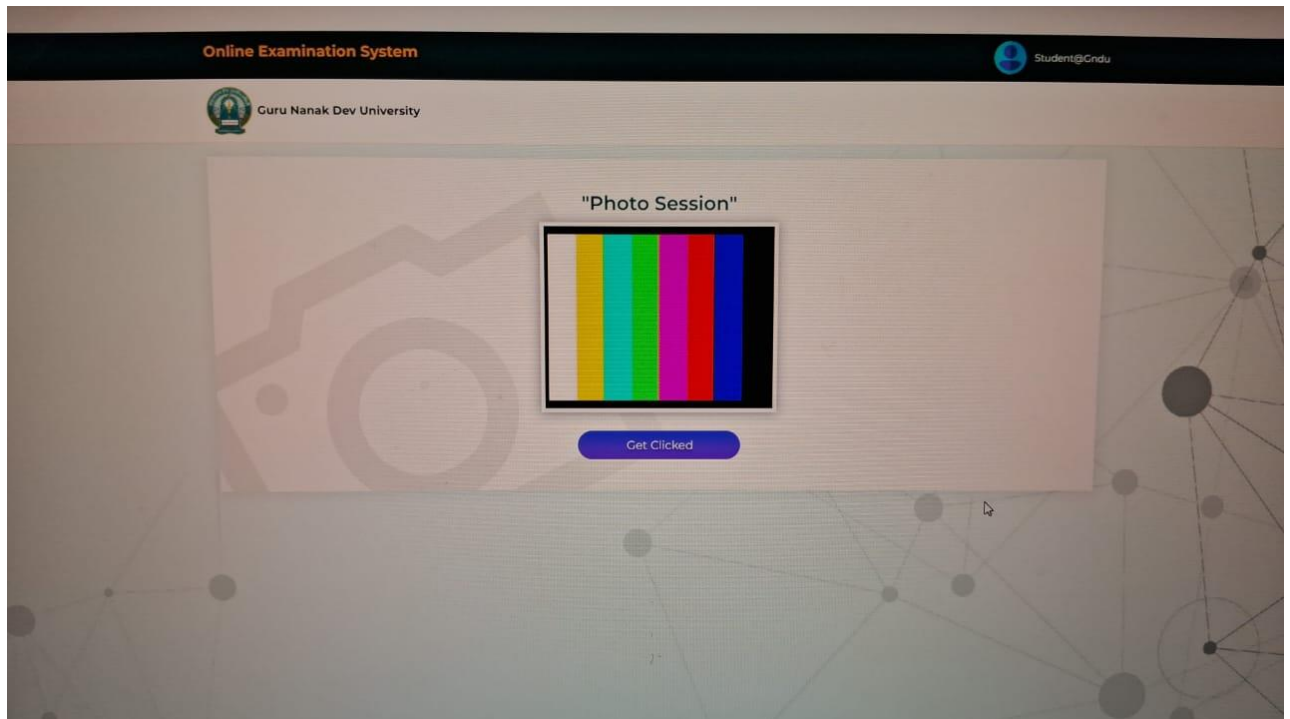 Online Examination System
Student@Gndu
Guru Nanak Dev University
"Photo Session"
Get Clicked